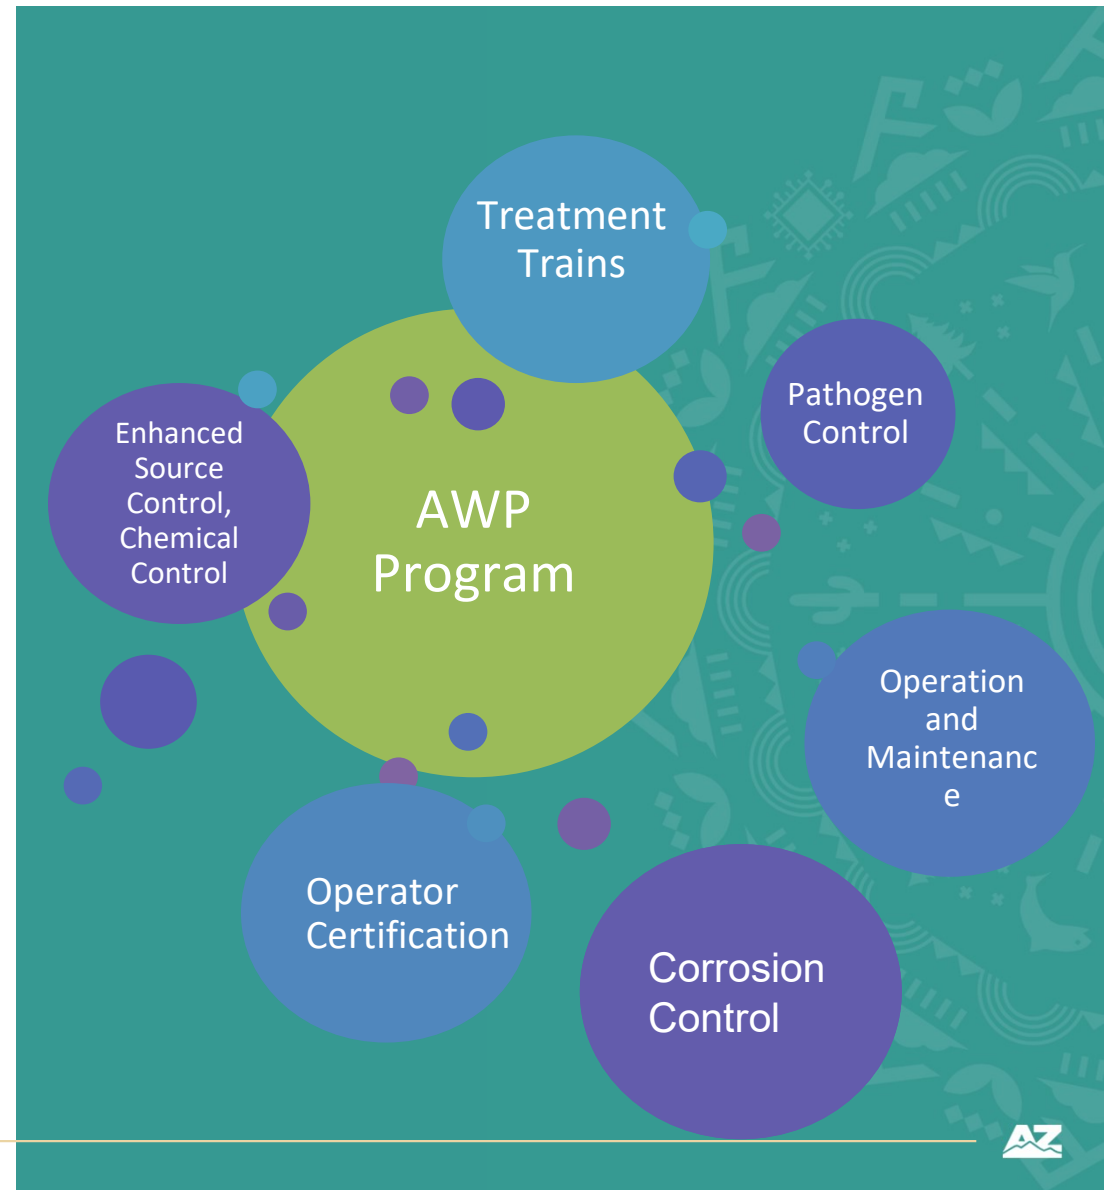 Treatment
Trains
Pathogen
Control
Enhanced
Source
Control,
Chemical
Control
AWP
Program
Operation
and
Maintenanc
e
Operator
Certification
Corrosion
Control
AZ